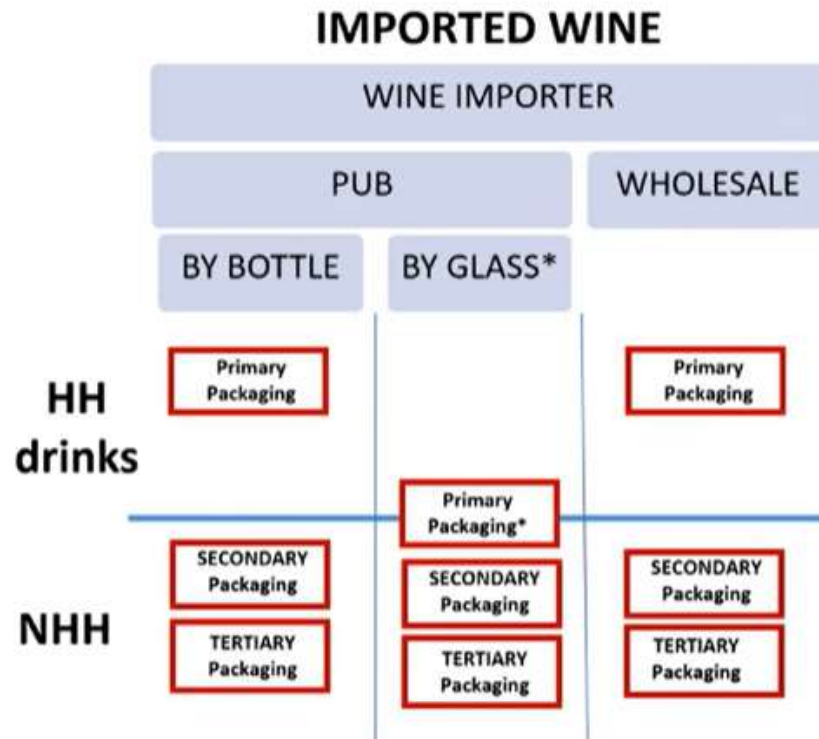 IMPORTED WINE
WINE IMPORTER
PUB
WHOLESALE
BY BOTTLE
BY GLASS*
HH
drinks
Primary
Packaging
Primary
Packaging
Primary
Packaging*
NHH
SECONDARY
Packaging
SECONDARY
Packaging
SECONDARY
Packaging
TERTIARY
Packaging
TERTIARY
Packaging
TERTIARY
Packaging